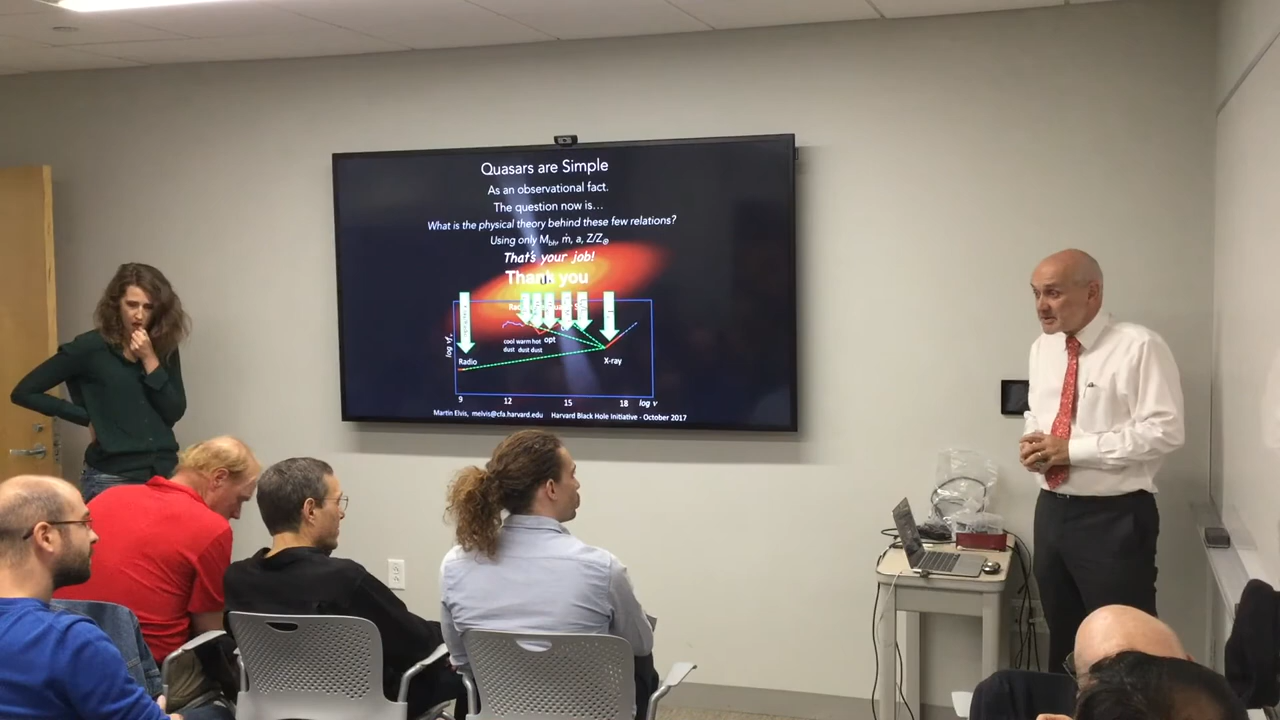 Quasars are Simple
As an observational fact.
The question now is...
What is the physical theory behind these few relations?
Using only Mbh, ṁ, a, Z/Z⊙
That's your job!
Thank you
cool warm hot
dust dust dust
opt
log νfν
Radio
X-ray
9 12 15 18 log ν
Martin Elvis, melvis@cfa.harvard.edu Harvard Black Hole Initiative - October 2017